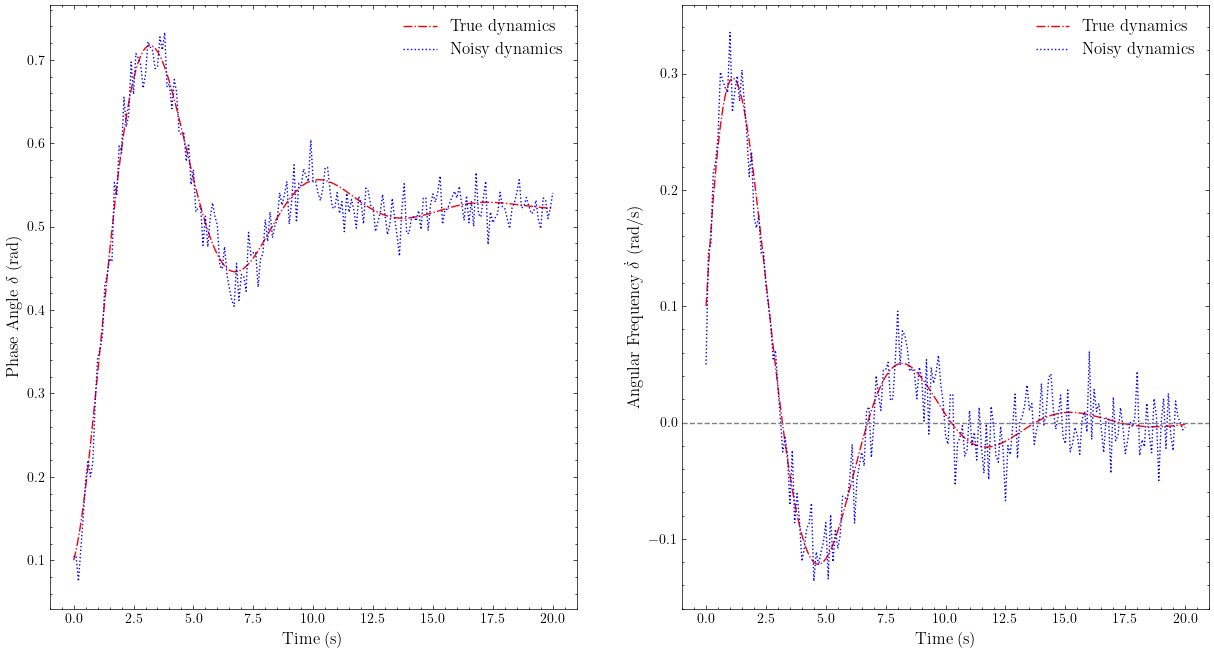 True dynamics
Noisy dynamics
Phase Angle δ (rad)
0.7
0.6
0.5
0.4
0.3
0.2
0.1
0.0 2.5 5.0 7.5 10.0 12.5 15.0 17.5 20.0
Time (s)
True dynamics
Noisy dynamics
Angular Frequency δ̇ (rad/s)
0.3
0.2
0.1
0.0
−0.1
0.0 2.5 5.0 7.5 10.0 12.5 15.0 17.5 20.0
Time (s)